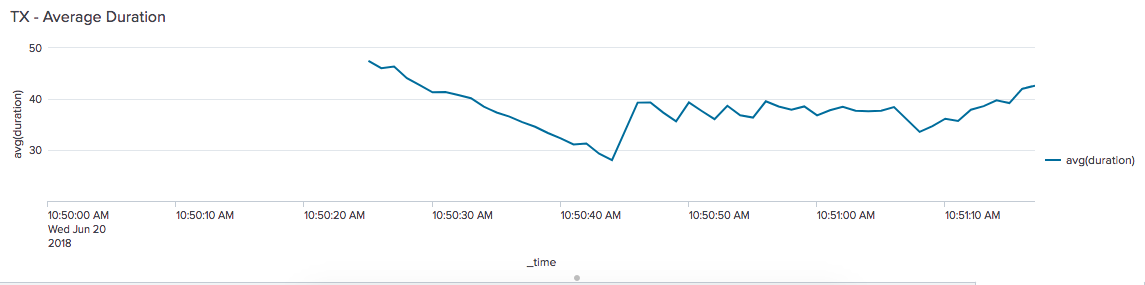 TX - Average Duration
50
40
30
avg(duration)
avg(duration)
10:50:00 AM
Wed Jun 20
2018
10:50:10 AM
10:50:20 AM
10:50:30 AM
10:50:40 AM
10:50:50 AM
10:51:00 AM
10:51:10 AM
_time